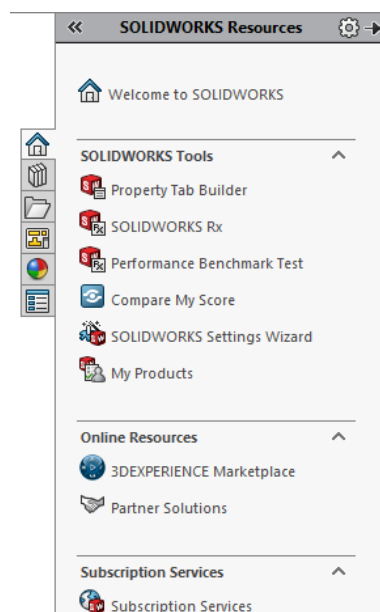 SOLIDWORKS Resources
Welcome to SOLIDWORKS
SOLIDWORKS Tools
Property Tab Builder
SOLIDWORKS Rx
Performance Benchmark Test
Compare My Score
SOLIDWORKS Settings Wizard
My Products
Online Resources
3DEXPERIENCE Marketplace
Partner Solutions
Subscription Services
Subscription Services